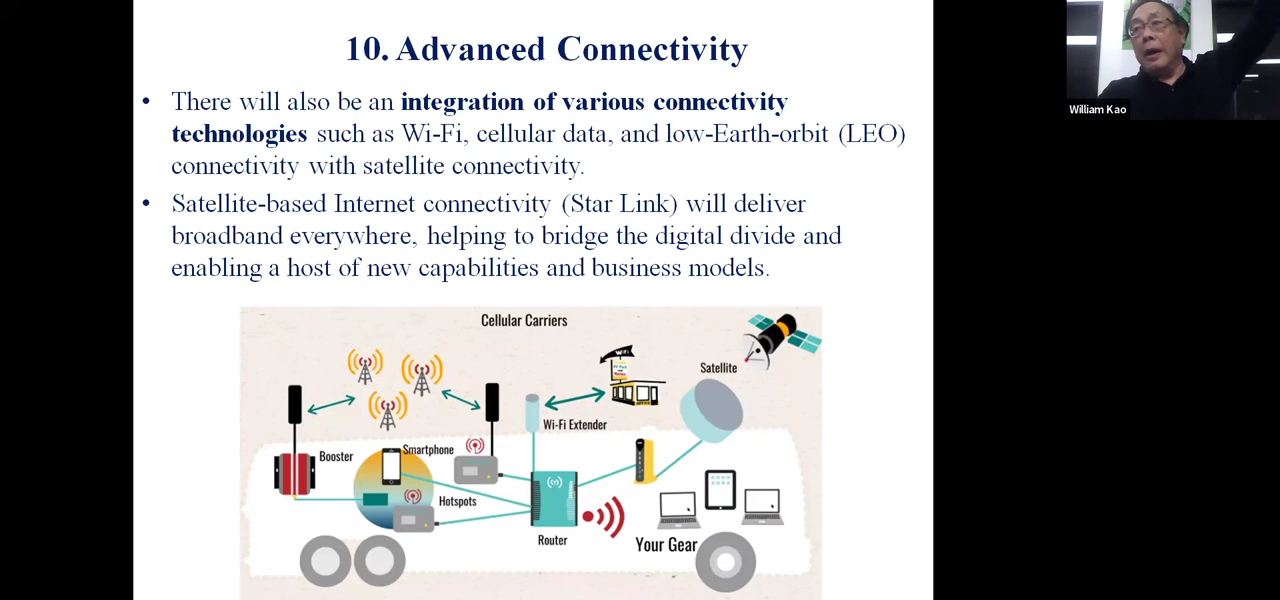 10. Advanced Connectivity
• There will also be an integration of various connectivity
technologies such as Wi-Fi, cellular data, and low-Earth-orbit (LEO)
connectivity with satellite connectivity.
• Satellite-based Internet connectivity (Star Link) will deliver
broadband everywhere, helping to bridge the digital divide and
enabling a host of new capabilities and business models.
William Kao
Cellular Carriers
WiFi
Satellite
Wi-Fi Extender
Smartphone
Booster
Hotspots
Router
Your Gear